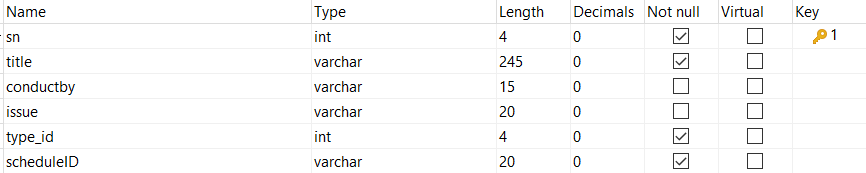 Name Type Length Decimals Not null Virtual Key
sn int 4 0 1
title varchar 245 0
conductby varchar 15 0
issue varchar 20 0
type_id int 4 0
scheduleID varchar 20 0